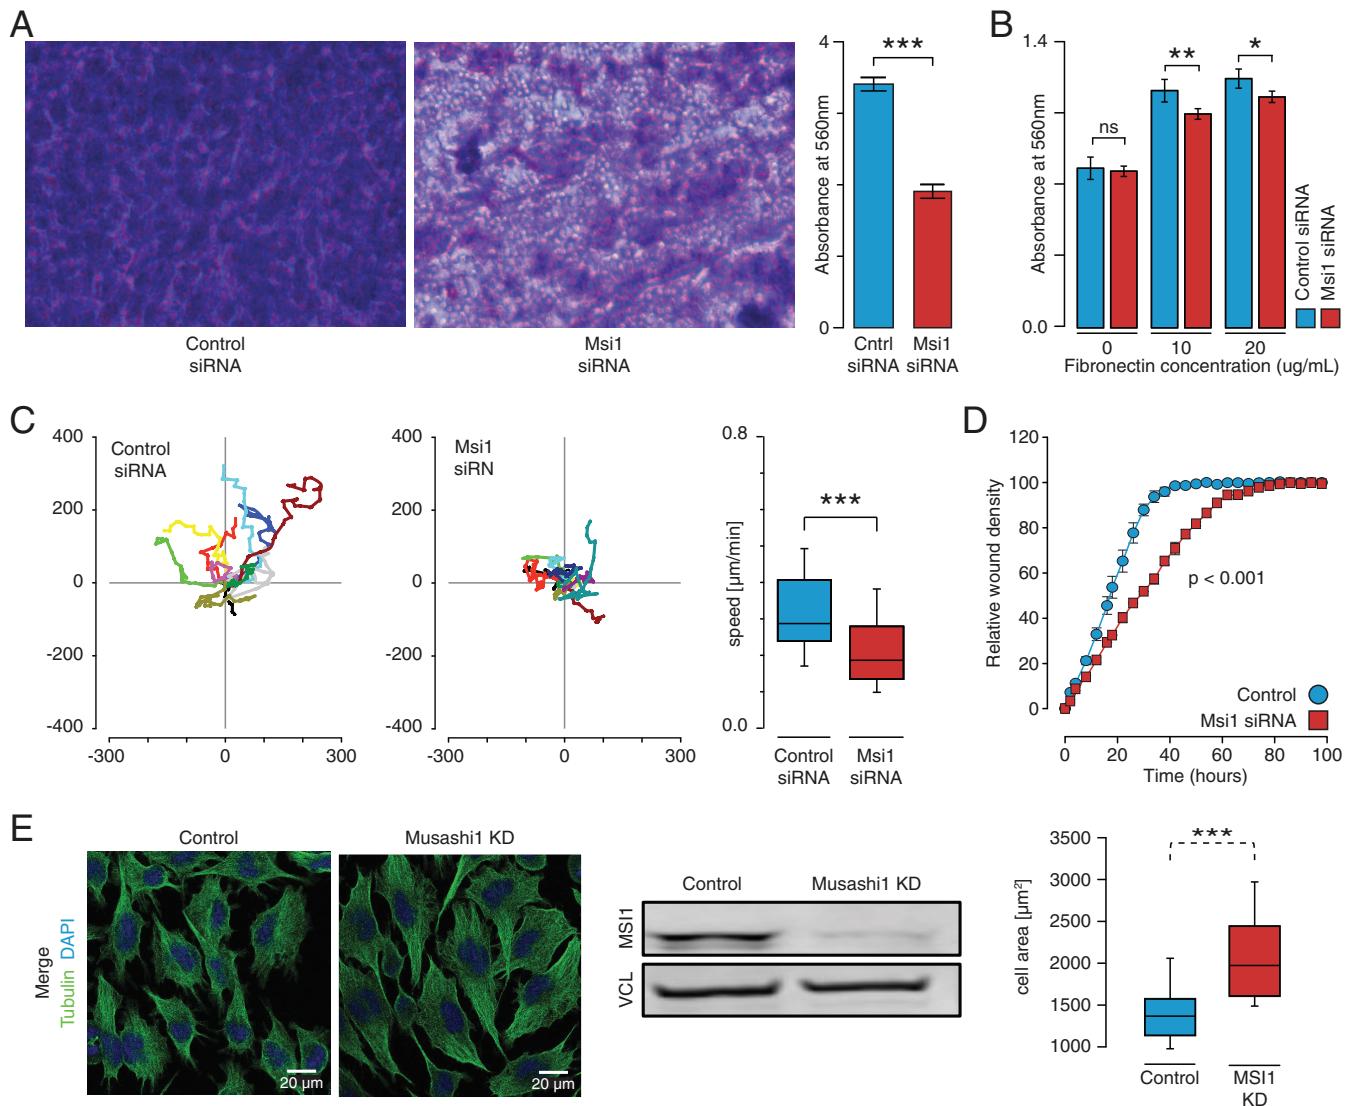 A
Control
siRNA
Msi1
siRNA
Absorbance at 560nm
4
0
***
Cntrl
siRNA
Msi1
siRNA
B
Absorbance at 560nm
1.4
0.0
ns
**
*
0
10
20
Fibronectin concentration (ug/mL)
Control siRNA
Msi1 siRNA
C
400
200
0
-200
-400
Control
siRNA
-300
0
300
400
200
0
-200
-400
Msi1
siRN
-300
0
300
speed [µm/min]
0.8
0.0
***
Control
siRNA
Msi1
siRNA
D
Relative wound density
120
100
80
60
40
20
0
p < 0.001
Control
Msi1 siRNA
0
20
40
60
80
100
Time (hours)
E
Merge
Tubulin DAPI
Control
20 µm
Musashi1 KD
20 µm
Control
Musashi1 KD
MSI1
VCL
cell area [µm²]
3500
3000
2500
2000
1500
1000
***
Control
MSI1
KD